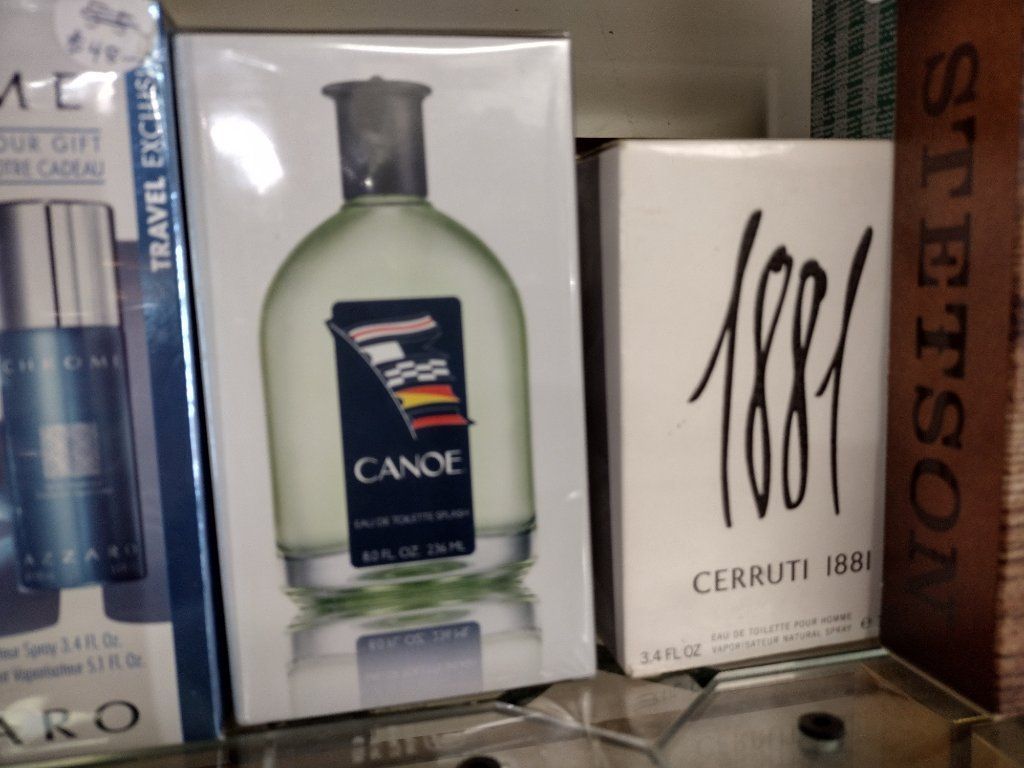 $48
ME
OUR GIFT
OTRE CADEAU
TRAVEL EXCLUS
CHROME
AZZARO
Spray 3.4 Fl. Oz.
Vaporisateur 5.1 Fl. Oz.
ARO
CANOE
EAU DE TOILETTE SPLASH
8.0 FL. OZ. 236 ML
1881
CERRUTI 1881
EAU DE TOILETTE POUR HOMME
3.4 FL OZ VAPORISATEUR NATURAL SPRAY
STETSON